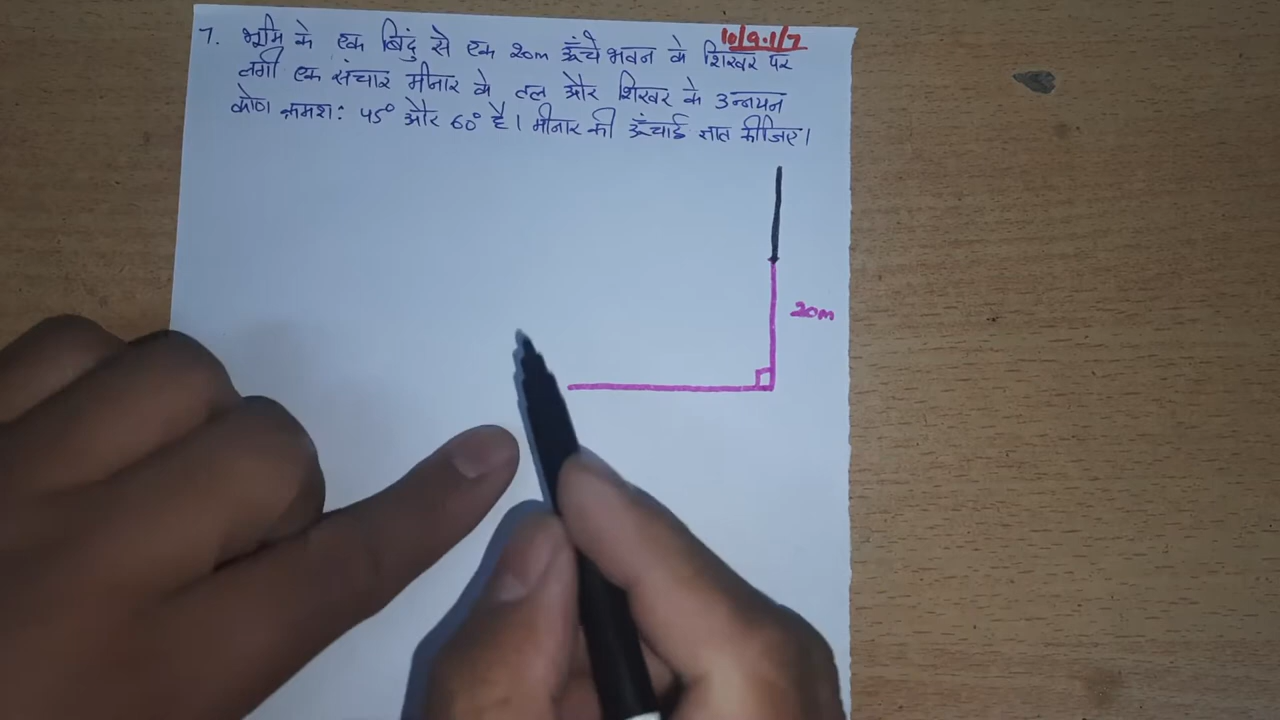 10/9.1/7
7. भूमि के एक बिंदु से एक 20m ऊँचे भवन के शिखर पर
लगी एक संचार मीनार के तल और शिखर के उन्नयन
कोण क्रमश: 45° और 60° है। मीनार की ऊँचाई ज्ञात कीजिए।
20m